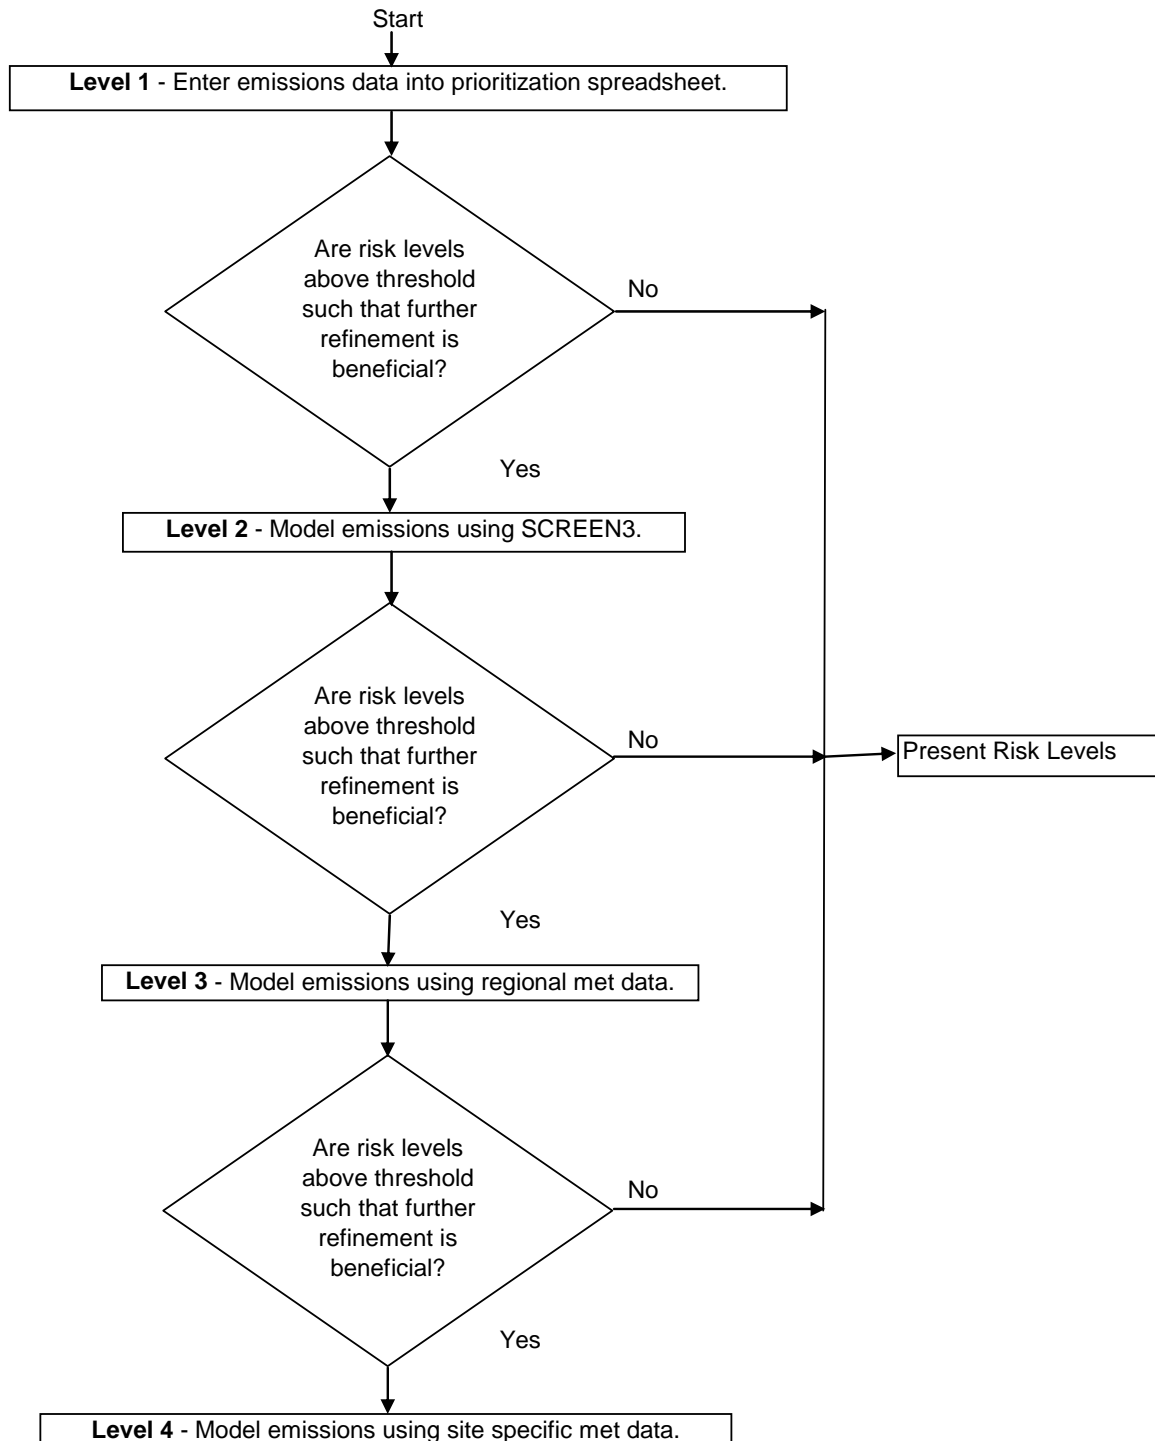 Start
Level 1 - Enter emissions data into prioritization spreadsheet.
Are risk levels
above threshold
such that further
refinement is
beneficial?
No
Yes
Level 2 - Model emissions using SCREEN3.
Are risk levels
above threshold
such that further
refinement is
beneficial?
No
Present Risk Levels
Yes
Level 3 - Model emissions using regional met data.
Are risk levels
above threshold
such that further
refinement is
beneficial?
No
Yes
Level 4 - Model emissions using site specific met data.